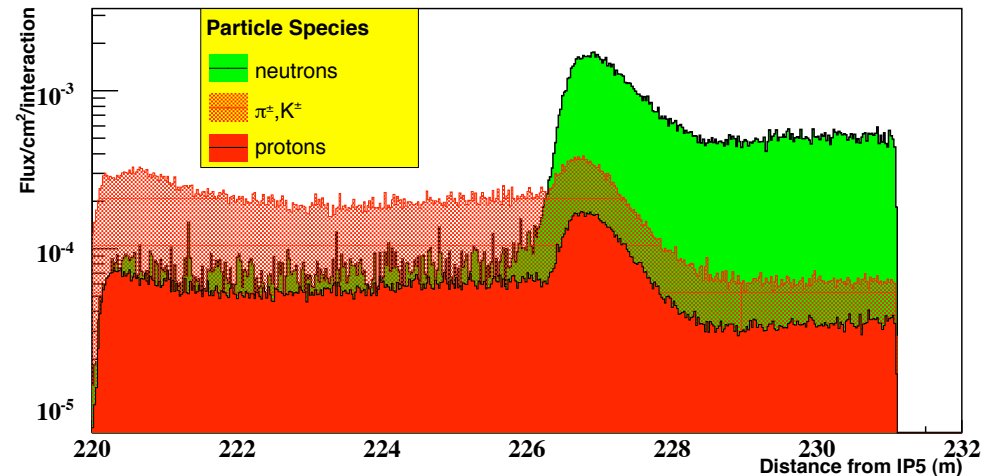 Particle Species
neutrons
π±,K±
protons
Flux/cm²/interaction
10⁻³
10⁻⁴
10⁻⁵
220 222 224 226 228 230 232
Distance from IP5 (m)